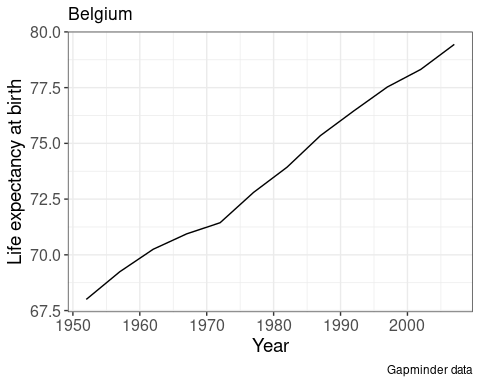 Belgium
80.0
77.5
75.0
72.5
70.0
67.5
Life expectancy at birth
1950 1960 1970 1980 1990 2000
Year
Gapminder data